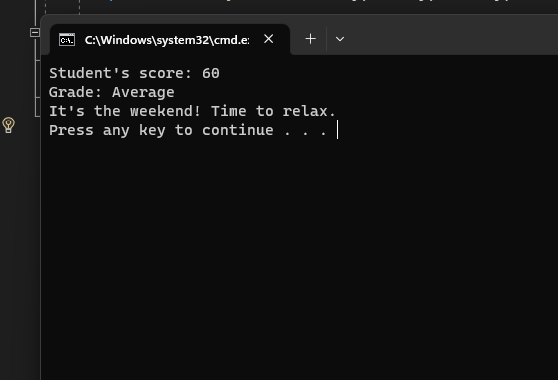 C:\Windows\system32\cmd.e:
Student's score: 60
Grade: Average
It's the weekend! Time to relax.
Press any key to continue . . .